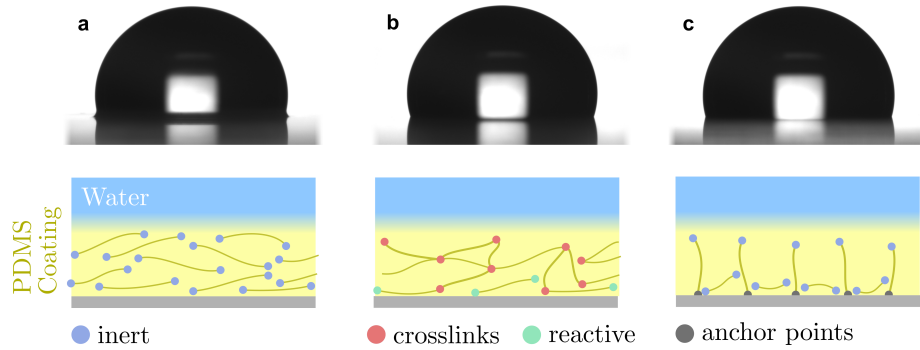 a
b
c
Water
PDMS
Coating
inert
crosslinks
reactive
anchor points